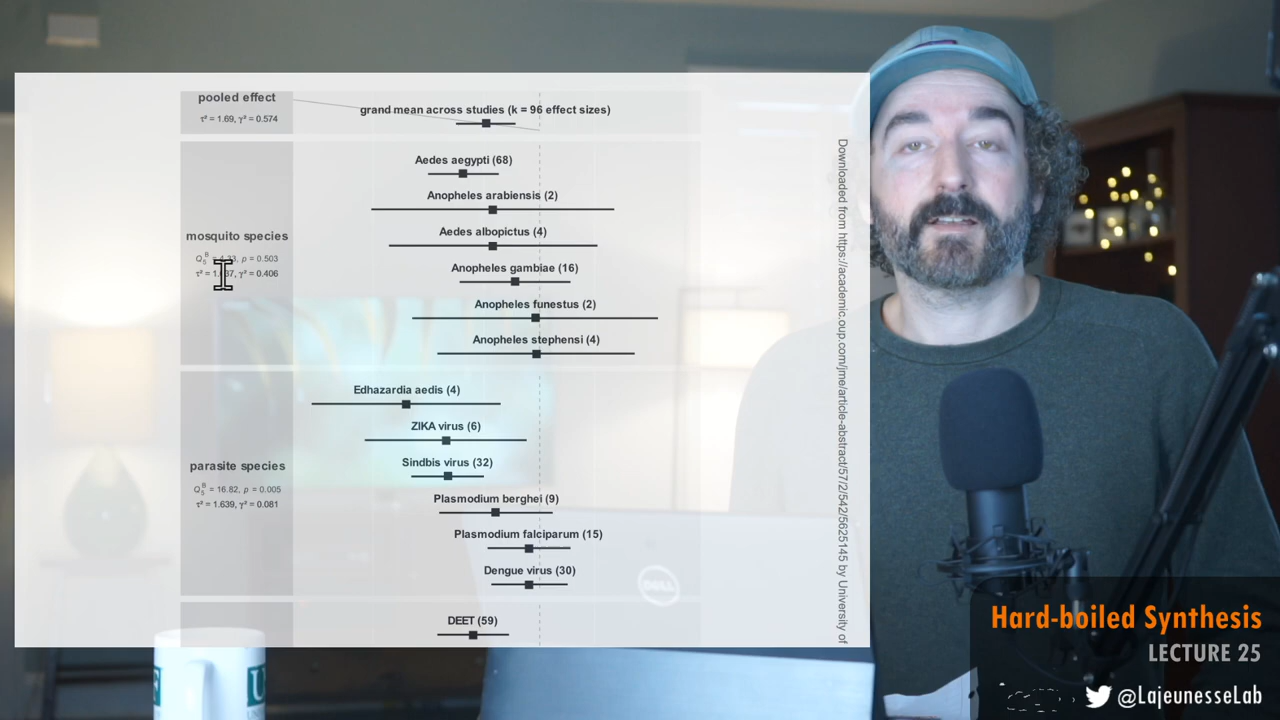 pooled effect
τ² = 1.69, γ² = 0.574
grand mean across studies (k = 96 effect sizes)
mosquito species
p = 0.503
γ² = 0.406
Aedes aegypti (68)
Anopheles arabiensis (2)
Aedes albopictus (4)
Anopheles gambiae (16)
Anopheles funestus (2)
Anopheles stephensi (4)
parasite species
Q₅ᴮ = 16.82, p = 0.005
τ² = 1.639, γ² = 0.081
Edhazardia aedis (4)
ZIKA virus (6)
Sindbis virus (32)
Plasmodium berghei (9)
Plasmodium falciparum (15)
Dengue virus (30)
DEET (59)
Downloaded from https://academic.oup.com/jme/article-abstract/57/2/542/5625145 by University of
DELL
U
Hard-boiled Synthesis
LECTURE 25
@LajeunesseLab